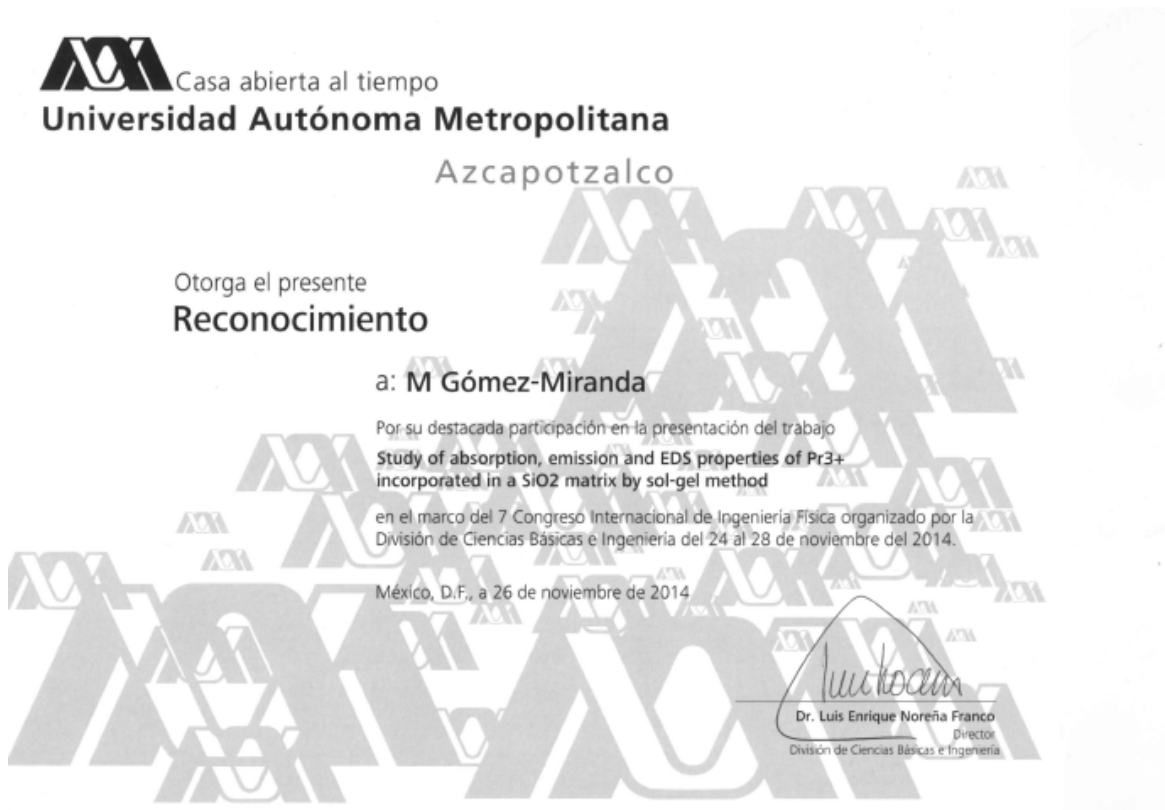 Casa abierta al tiempo
Universidad Autónoma Metropolitana
Azcapotzalco
Otorga el presente
Reconocimiento
a: M Gómez-Miranda
Por su destacada participación en la presentación del trabajo
Study of absorption, emission and EDS properties of Pr3+
incorporated in a SiO2 matrix by sol-gel method
en el marco del 7 Congreso Internacional de Ingeniería Física organizado por la
División de Ciencias Básicas e Ingeniería del 24 al 28 de noviembre del 2014.
México, D.F., a 26 de noviembre de 2014
Dr. Luis Enrique Noreña Franco
Director
División de Ciencias Básicas e Ingeniería